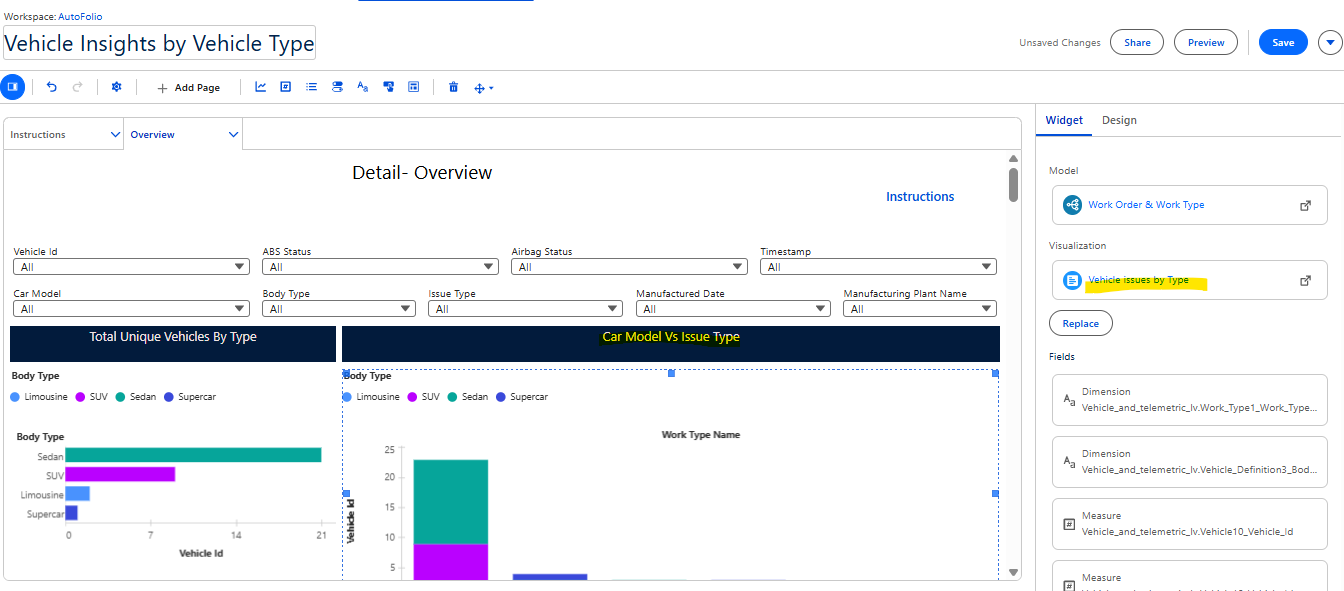 Workspace: AutoFolio
Vehicle Insights by Vehicle Type
Unsaved Changes Share Preview Save
Add Page
Instructions Overview
Detail- Overview
Instructions
Vehicle Id ABS Status Airbag Status Timestamp
All All All All
Car Model Body Type Issue Type Manufactured Date Manufacturing Plant Name
All All All All All
Total Unique Vehicles By Type Car Model Vs Issue Type
Body Type
Limousine SUV Sedan Supercar
Body Type
Sedan
SUV
Limousine
Supercar
0 7 14 21
Vehicle Id
Body Type
Limousine SUV Sedan Supercar
Work Type Name
25
20
15
10
5
Vehicle Id
Widget Design
Model
Work Order & Work Type
Visualization
Vehicle issues by Type
Replace
Fields
Dimension
Vehicle_and_telemetric_lv.Work_Type1_Work_Type...
Dimension
Vehicle_and_telemetric_lv.Vehicle_Definition3_Bod...
Measure
Vehicle_and_telemetric_lv.Vehicle10_Vehicle_Id
Measure